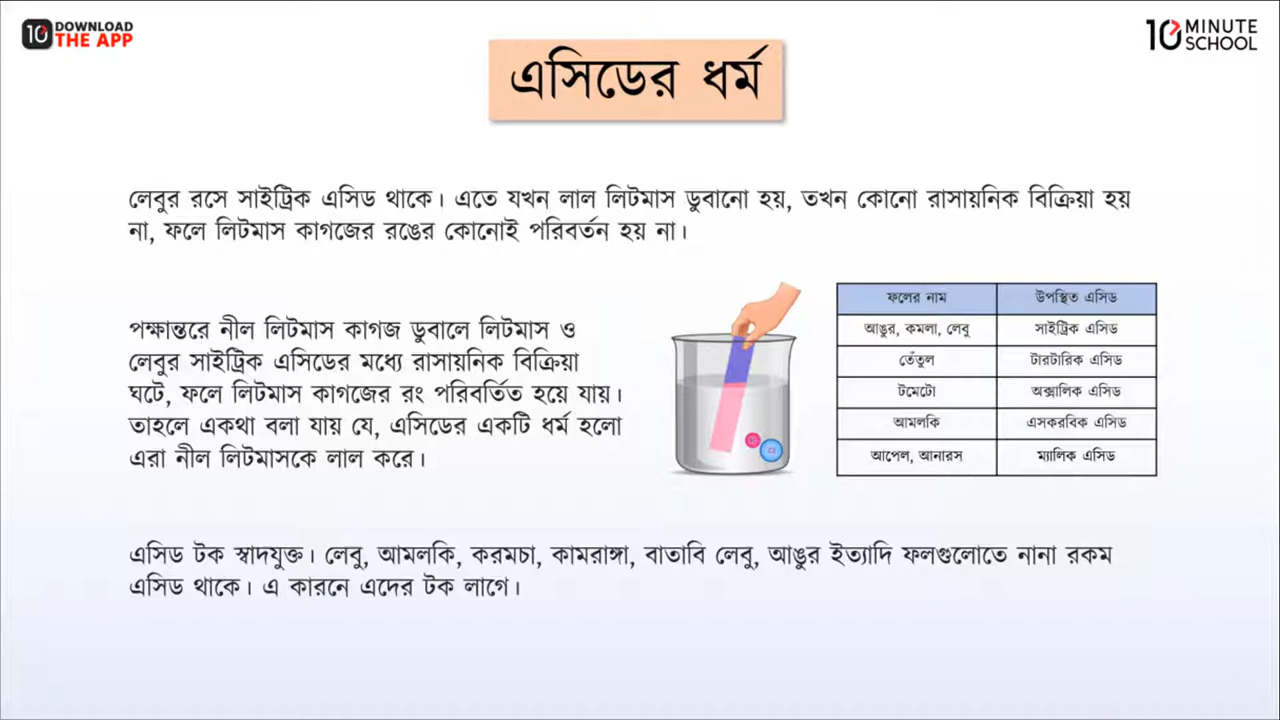 10 DOWNLOAD
THE APP
10 MINUTE
SCHOOL
এসিডের ধর্ম
লেবুর রসে সাইট্রিক এসিড থাকে। এতে যখন লাল লিটমাস ডুবানো হয়, তখন কোনো রাসায়নিক বিক্রিয়া হয়
না, ফলে লিটমাস কাগজের রঙের কোনোই পরিবর্তন হয় না।
পক্ষান্তরে নীল লিটমাস কাগজ ডুবালে লিটমাস ও
লেবুর সাইট্রিক এসিডের মধ্যে রাসায়নিক বিক্রিয়া
ঘটে, ফলে লিটমাস কাগজের রং পরিবর্তিত হয়ে যায়।
তাহলে একথা বলা যায় যে, এসিডের একটি ধর্ম হলো
এরা নীল লিটমাসকে লাল করে।
ফলের নাম উপস্থিত এসিড
আঙুর, কমলা, লেবু সাইট্রিক এসিড
তেঁতুল টারটারিক এসিড
টমেটো অক্সালিক এসিড
আমলকি এসকরবিক এসিড
আপেল, আনারস ম্যালিক এসিড
এসিড টক স্বাদযুক্ত। লেবু, আমলকি, করমচা, কামরাঙ্গা, বাতাবি লেবু, আঙুর ইত্যাদি ফলগুলোতে নানা রকম
এসিড থাকে। এ কারনে এদের টক লাগে।